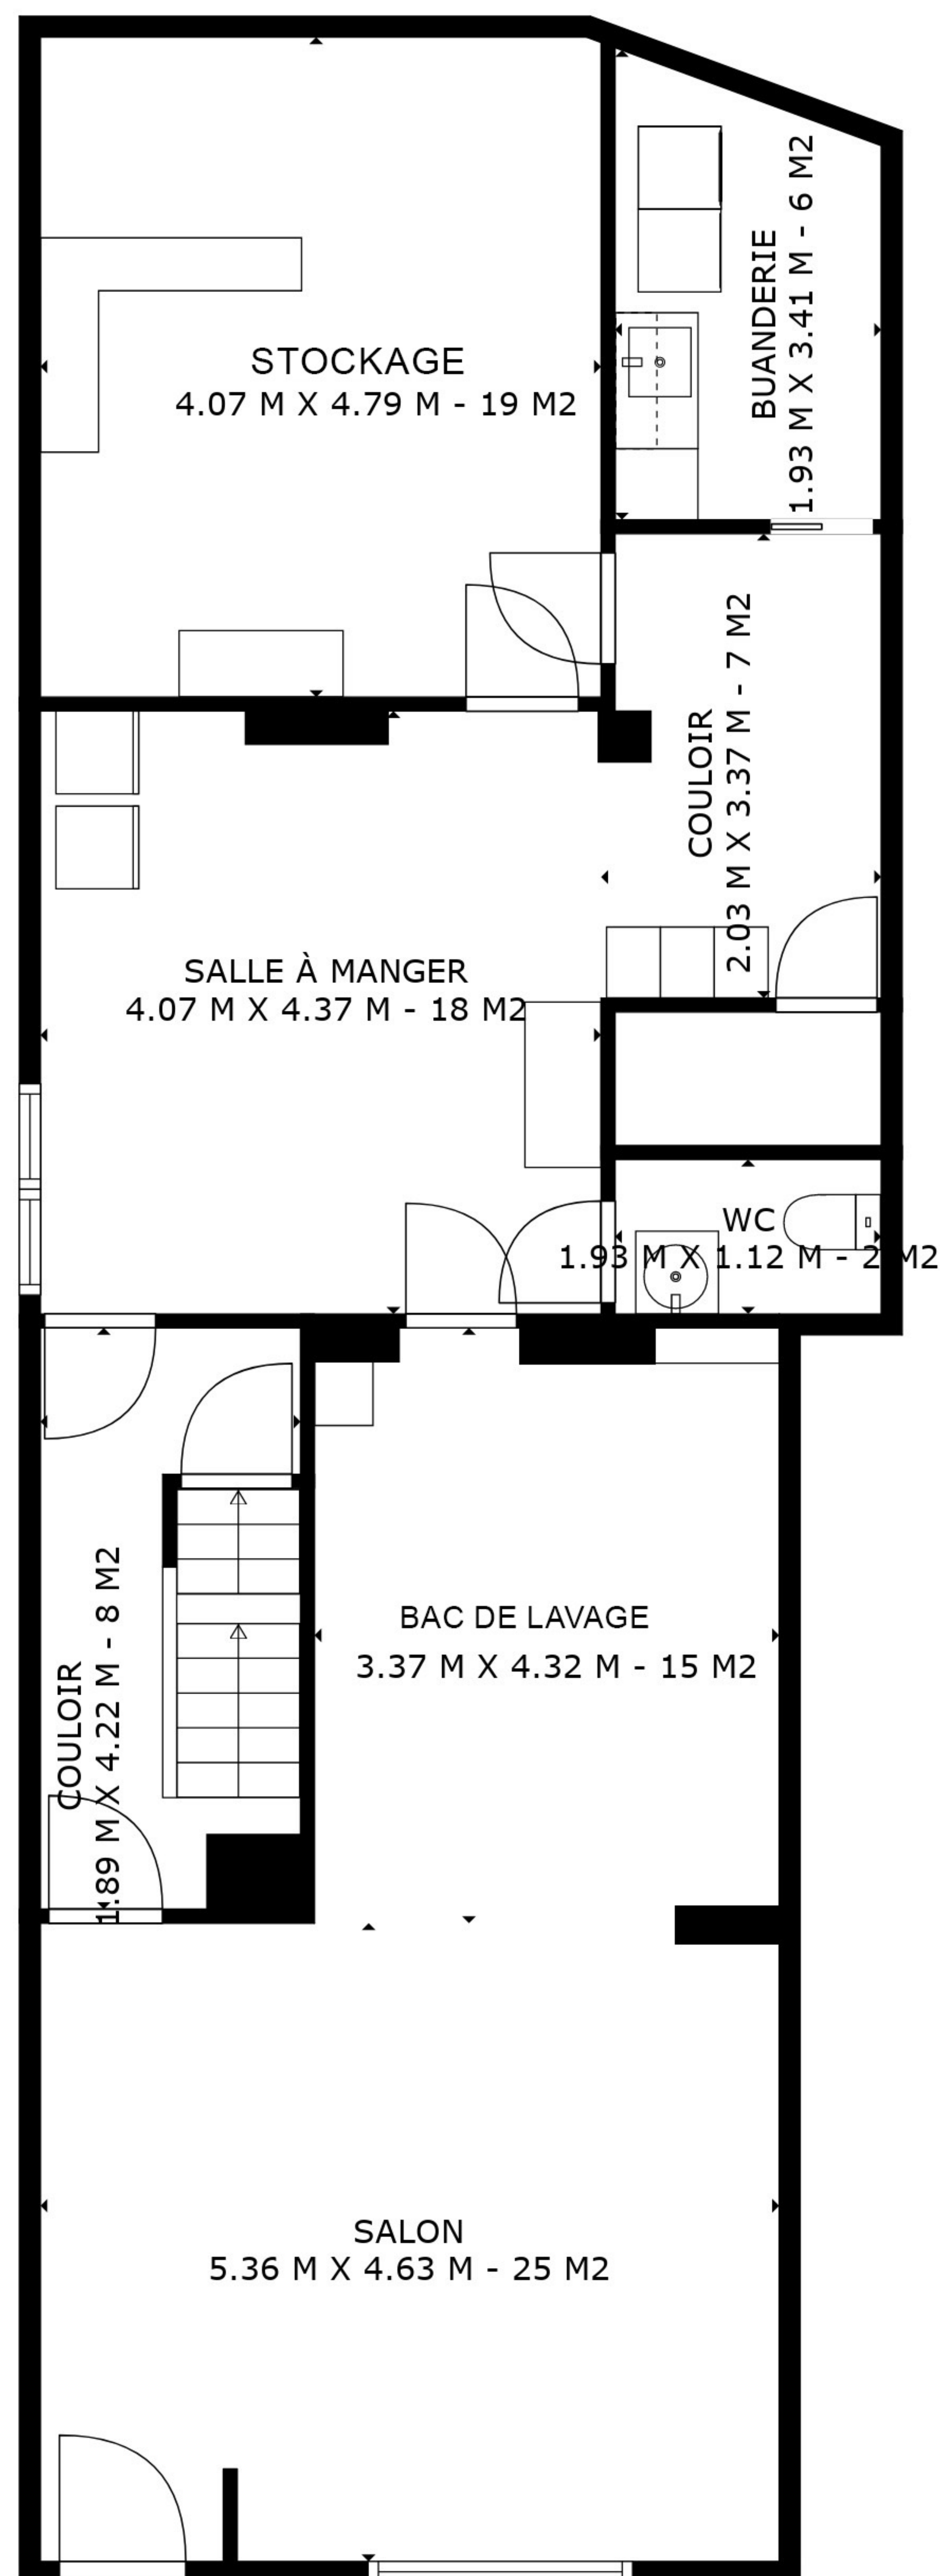 BUANDERIE
1.93 M X 3.41 M - 6 M2
STOCKAGE
4.07 M X 4.79 M - 19 M2
COULOIR
2.03 M X 3.37 M - 7 M2
SALLE À MANGER
4.07 M X 4.37 M - 18 M2
WC
1.93 M X 1.12 M - 2 M2
COULOIR
1.89 M X 4.22 M - 8 M2
BAC DE LAVAGE
3.37 M X 4.32 M - 15 M2
SALON
5.36 M X 4.63 M - 25 M2